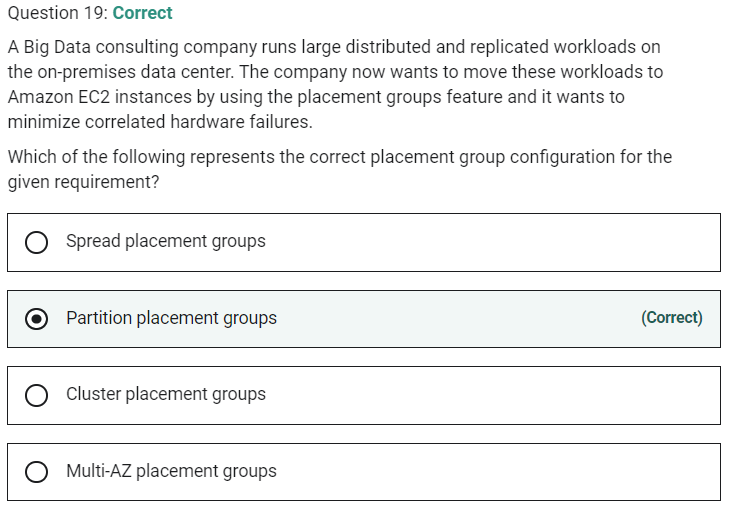 Question 19: Correct
A Big Data consulting company runs large distributed and replicated workloads on
the on-premises data center. The company now wants to move these workloads to
Amazon EC2 instances by using the placement groups feature and it wants to
minimize correlated hardware failures.
Which of the following represents the correct placement group configuration for the
given requirement?
Spread placement groups
Partition placement groups (Correct)
Cluster placement groups
Multi-AZ placement groups